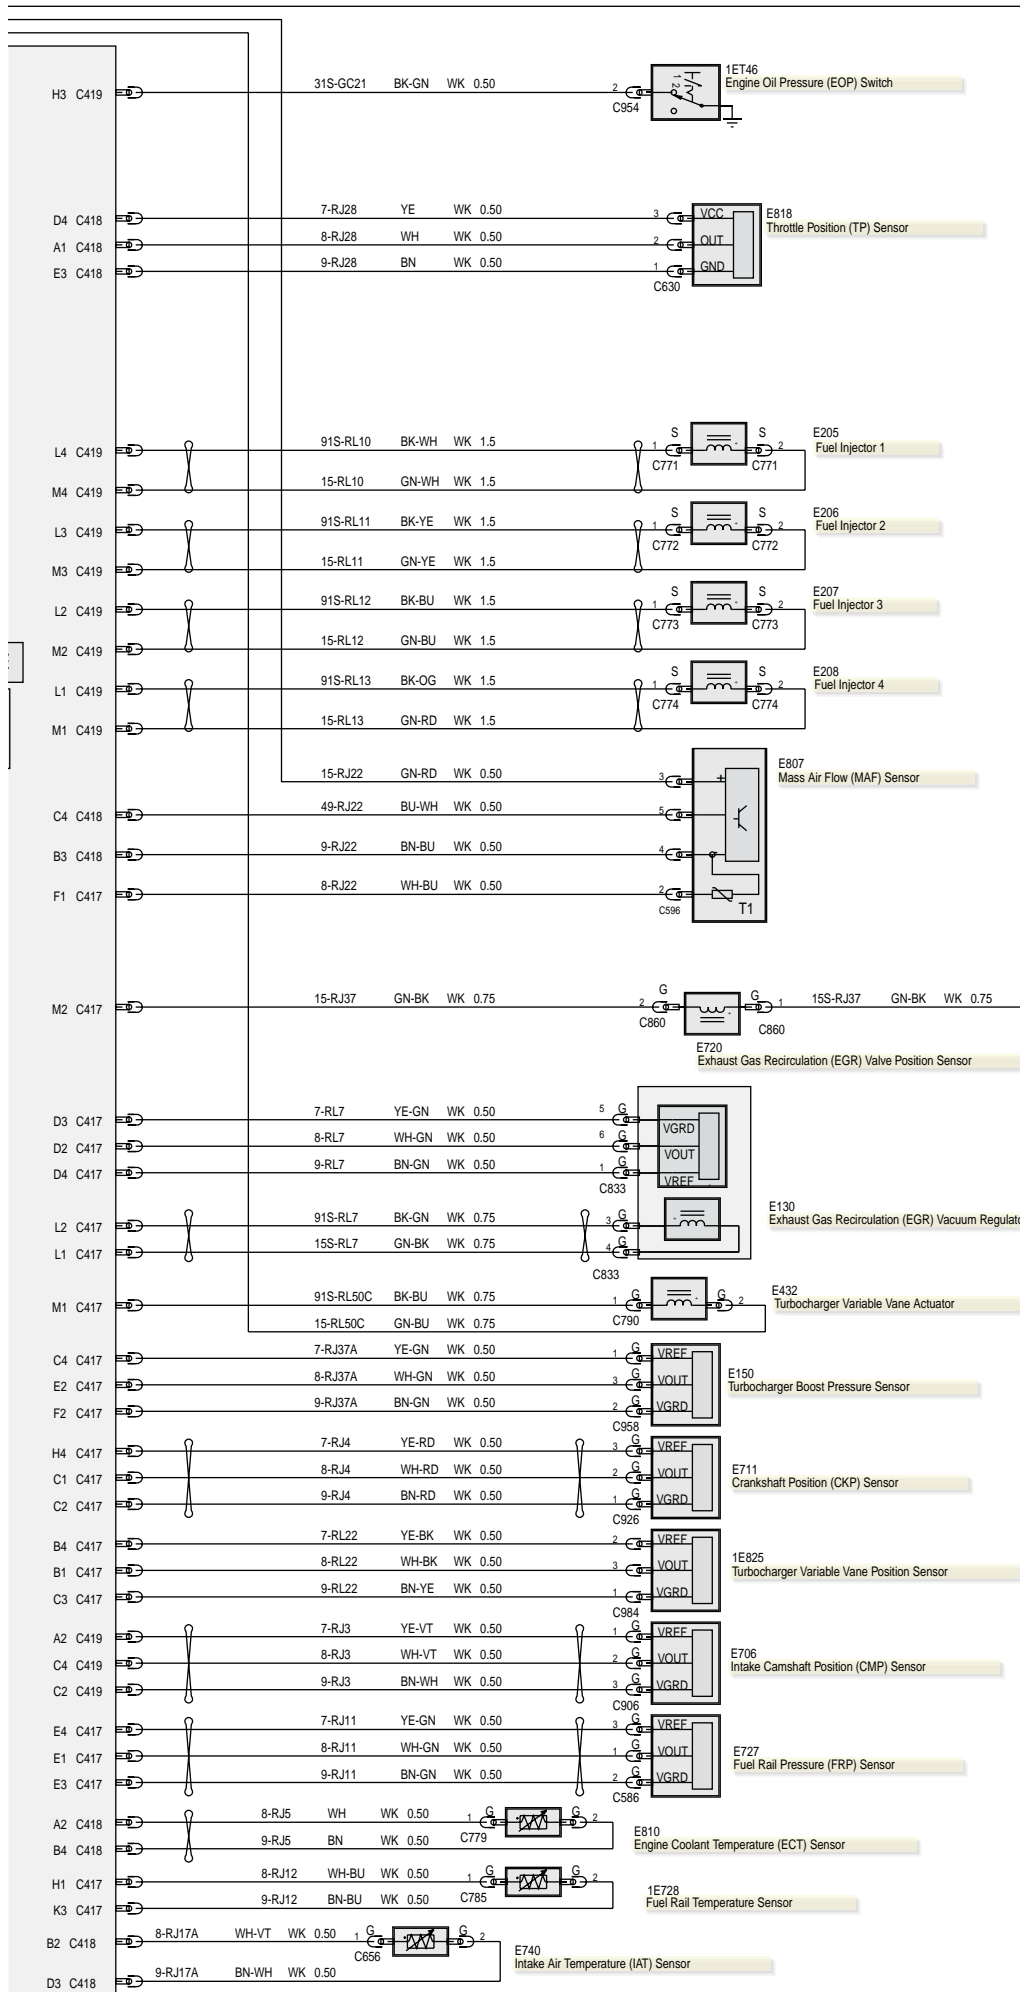 1ET46
H3 C419 31S-GC21 BK-GN WK 0.50 2 1 2 Engine Oil Pressure (EOP) Switch
C954
D4 C418 7-RJ28 YE WK 0.50 3 VCC E818
A1 C418 8-RJ28 WH WK 0.50 2 OUT Throttle Position (TP) Sensor
E3 C418 9-RJ28 BN WK 0.50 1 GND
C630
L4 C419 91S-RL10 BK-WH WK 1.5 1 S S 2 E205
C771 C771 Fuel Injector 1
M4 C419 15-RL10 GN-WH WK 1.5
L3 C419 91S-RL11 BK-YE WK 1.5 1 S S 2 E206
C772 C772 Fuel Injector 2
M3 C419 15-RL11 GN-YE WK 1.5
L2 C419 91S-RL12 BK-BU WK 1.5 1 S S 2 E207
C773 C773 Fuel Injector 3
M2 C419 15-RL12 GN-BU WK 1.5
L1 C419 91S-RL13 BK-OG WK 1.5 1 S S 2 E208
C774 C774 Fuel Injector 4
M1 C419 15-RL13 GN-RD WK 1.5
E807
15-RJ22 GN-RD WK 0.50 3 + Mass Air Flow (MAF) Sensor
C4 C418 49-RJ22 BU-WH WK 0.50 5
B3 C418 9-RJ22 BN-BU WK 0.50 4
F1 C417 8-RJ22 WH-BU WK 0.50 2
C596 T1
M2 C417 15-RJ37 GN-BK WK 0.75 2 G G 1 15S-RJ37 GN-BK WK 0.75
C860 C860
E720
Exhaust Gas Recirculation (EGR) Valve Position Sensor
D3 C417 7-RL7 YE-GN WK 0.50 5 G VGRD
D2 C417 8-RL7 WH-GN WK 0.50 6 G VOUT
D4 C417 9-RL7 BN-GN WK 0.50 1 G VREF
C833
E130
L2 C417 91S-RL7 BK-GN WK 0.75 3 G Exhaust Gas Recirculation (EGR) Vacuum Regulato
L1 C417 15S-RL7 GN-BK WK 0.75 4 G
C833
M1 C417 91S-RL50C BK-BU WK 0.75 1 G G 2 E432
C790 Turbocharger Variable Vane Actuator
15-RL50C GN-BU WK 0.75
C4 C417 7-RJ37A YE-GN WK 0.50 1 G VREF
E2 C417 8-RJ37A WH-GN WK 0.50 3 G VOUT E150
Turbocharger Boost Pressure Sensor
F2 C417 9-RJ37A BN-GN WK 0.50 2 G VGRD
C958
H4 C417 7-RJ4 YE-RD WK 0.50 3 G VREF
C1 C417 8-RJ4 WH-RD WK 0.50 2 G VOUT E711
Crankshaft Position (CKP) Sensor
C2 C417 9-RJ4 BN-RD WK 0.50 1 G VGRD
C926
B4 C417 7-RL22 YE-BK WK 0.50 2 G VREF
B1 C417 8-RL22 WH-BK WK 0.50 3 G VOUT 1E825
Turbocharger Variable Vane Position Sensor
C3 C417 9-RL22 BN-YE WK 0.50 1 G VGRD
C984
A2 C419 7-RJ3 YE-VT WK 0.50 1 G VREF
C4 C419 8-RJ3 WH-VT WK 0.50 2 G VOUT E706
Intake Camshaft Position (CMP) Sensor
C2 C419 9-RJ3 BN-WH WK 0.50 3 G VGRD
C906
E4 C417 7-RJ11 YE-GN WK 0.50 3 G VREF
E1 C417 8-RJ11 WH-GN WK 0.50 1 G VOUT E727
Fuel Rail Pressure (FRP) Sensor
E3 C417 9-RJ11 BN-GN WK 0.50 2 G VGRD
C586
A2 C418 8-RJ5 WH WK 0.50 1 G G 2
C779 E810
B4 C418 9-RJ5 BN WK 0.50 Engine Coolant Temperature (ECT) Sensor
H1 C417 8-RJ12 WH-BU WK 0.50 1 G G 2
C785 1E728
K3 C417 9-RJ12 BN-BU WK 0.50 Fuel Rail Temperature Sensor
B2 C418 8-RJ17A WH-VT WK 0.50 1 G G 2
C656 E740
Intake Air Temperature (IAT) Sensor
D3 C418 9-RJ17A BN-WH WK 0.50